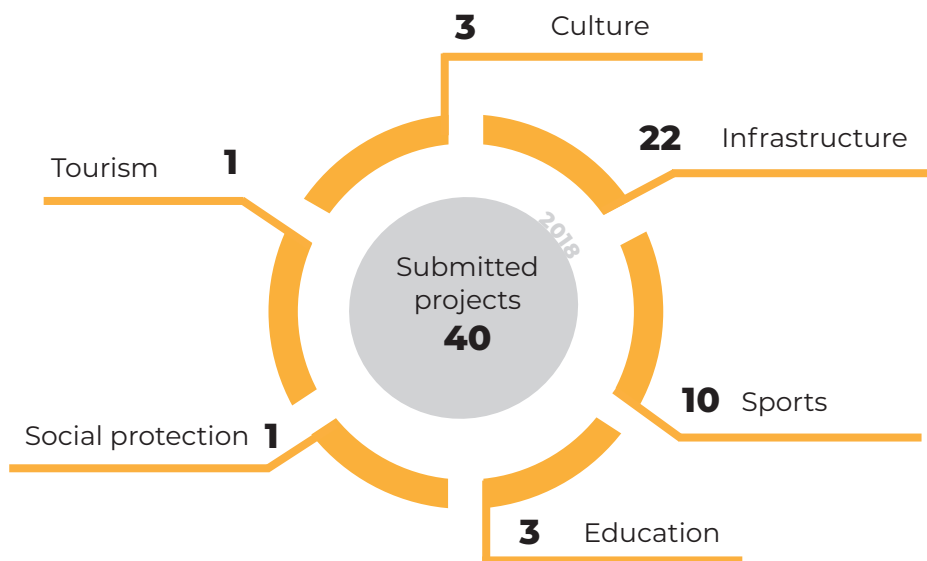 3 Culture
22 Infrastructure
Tourism 1
2018
Submitted
projects
40
10 Sports
Social protection 1
3 Education